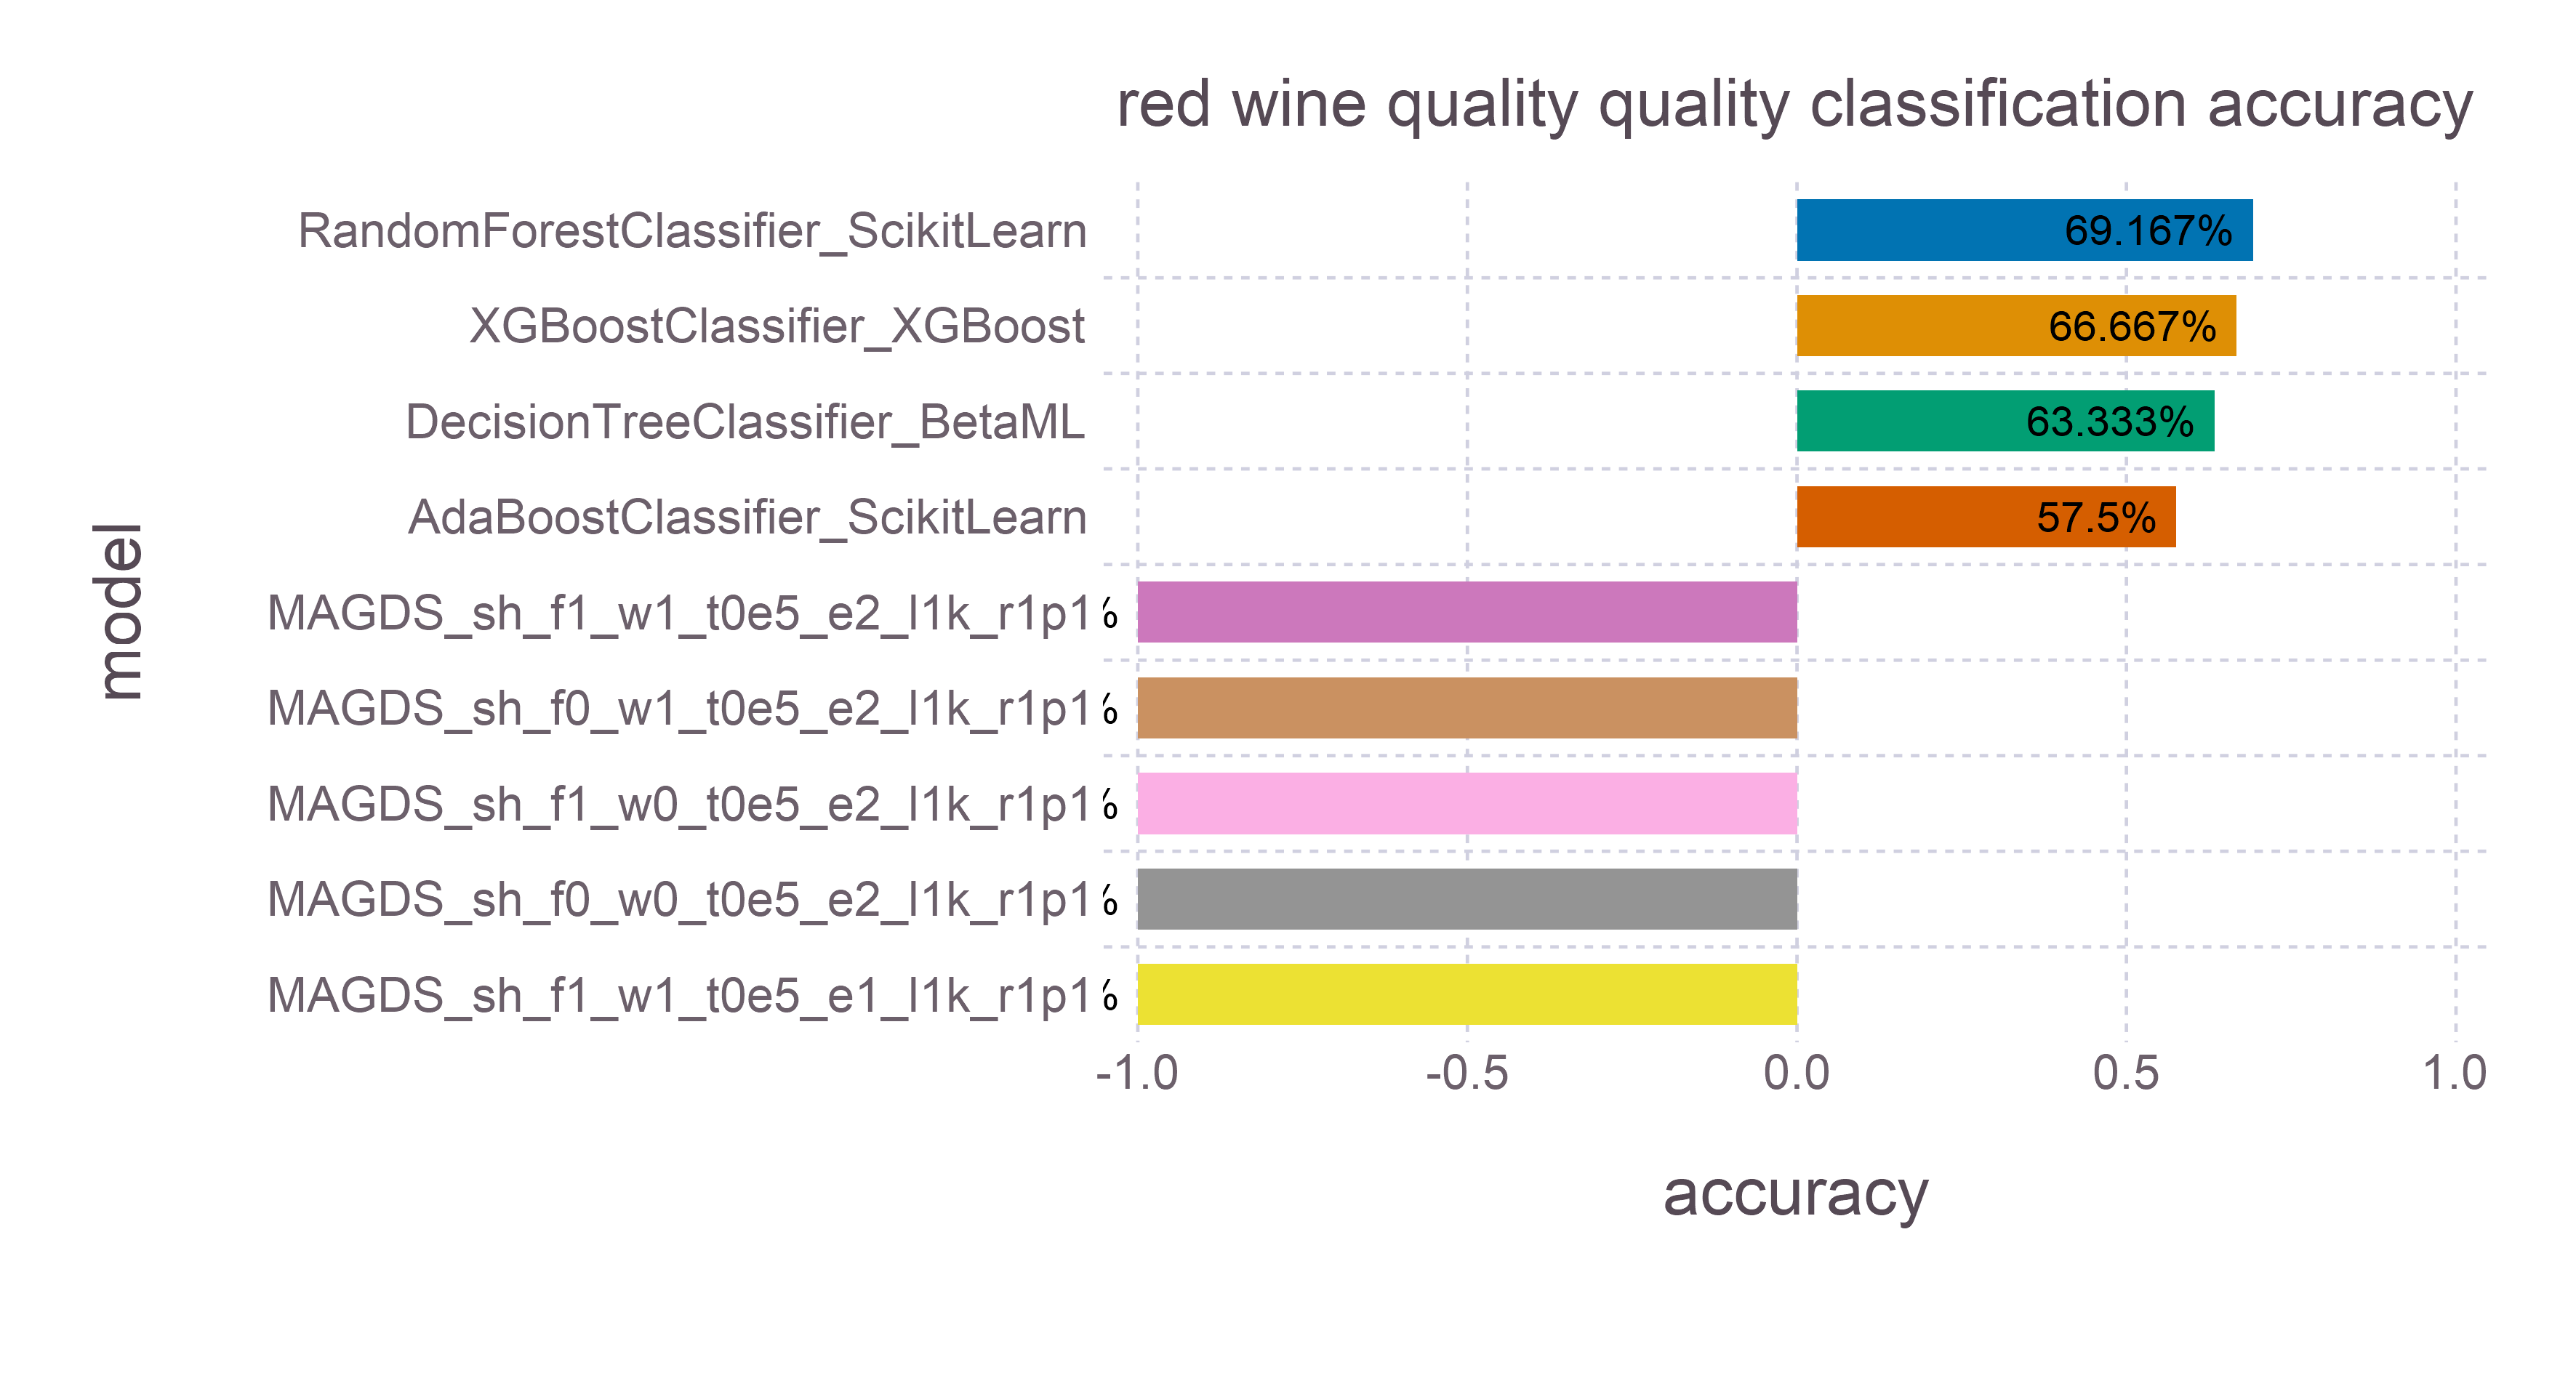 red wine quality quality classification accuracy
RandomForestClassifier_ScikitLearn
69.167%
XGBoostClassifier_XGBoost
66.667%
DecisionTreeClassifier_BetaML
63.333%
AdaBoostClassifier_ScikitLearn
57.5%
MAGDS_sh_f1_w1_t0e5_e2_l1k_r1p1 %
MAGDS_sh_f0_w1_t0e5_e2_l1k_r1p1 %
MAGDS_sh_f1_w0_t0e5_e2_l1k_r1p1 %
MAGDS_sh_f0_w0_t0e5_e2_l1k_r1p1 %
MAGDS_sh_f1_w1_t0e5_e1_l1k_r1p1 %
model
-1.0 -0.5 0.0 0.5 1.0
accuracy